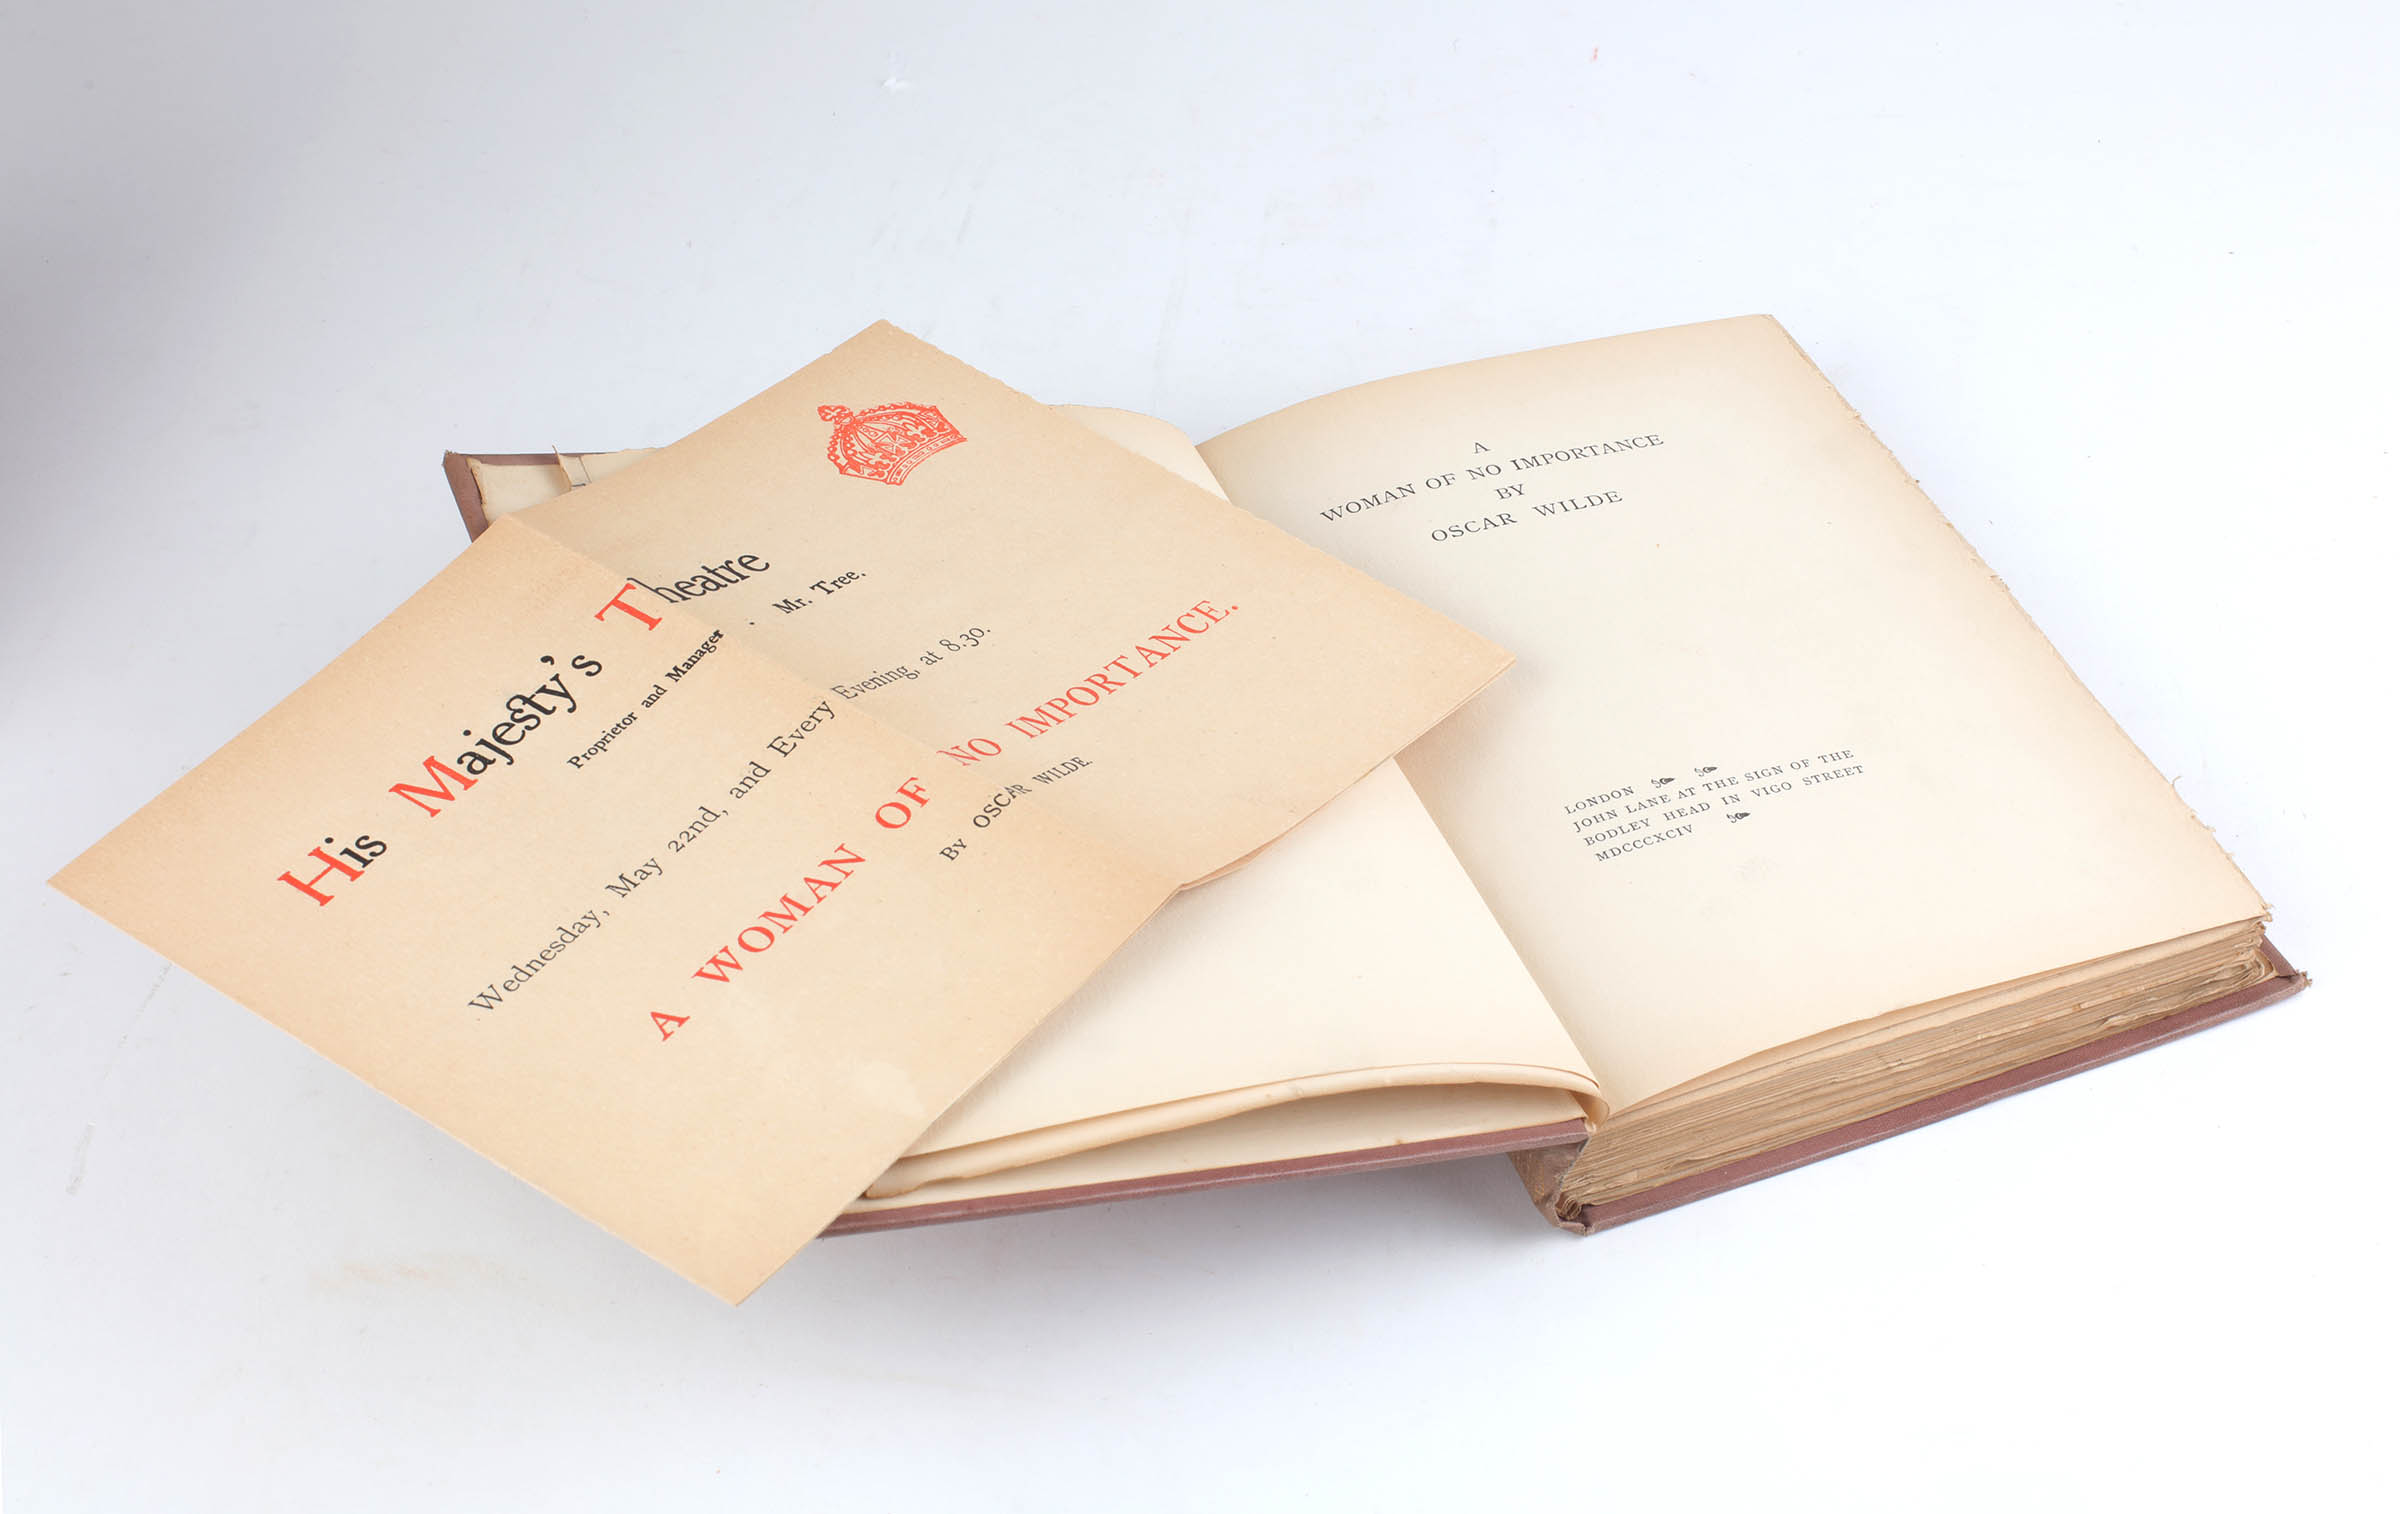 His Majesty's Theatre
Proprietor and Manager . Mr. Tree.
Wednesday, May 22nd, and Every Evening, at 8.30.
A WOMAN OF NO IMPORTANCE.
By OSCAR WILDE.
A
WOMAN OF NO IMPORTANCE
BY
OSCAR WILDE
LONDON
JOHN LANE AT THE SIGN OF THE
BODLEY HEAD IN VIGO STREET
MDCCCXCIV